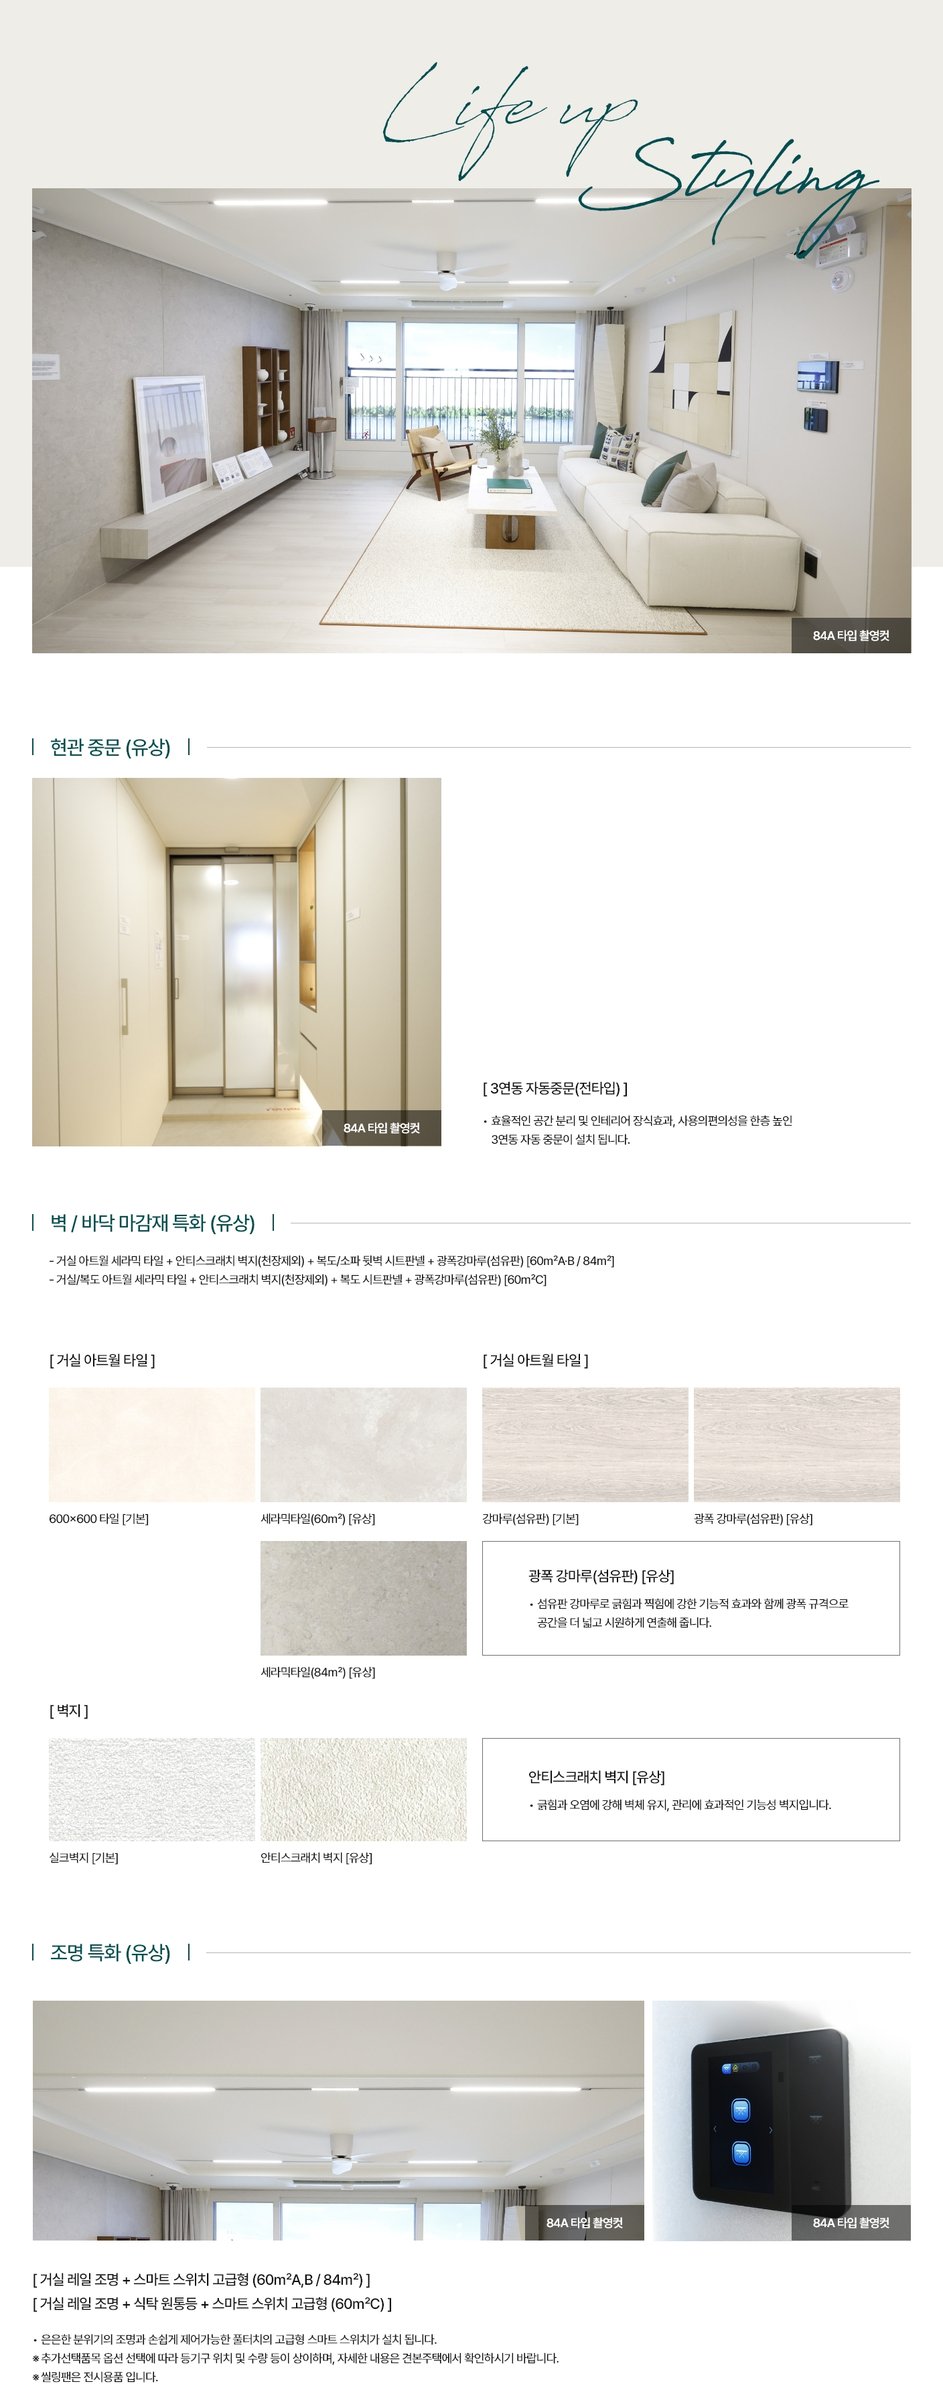 Life up
Styling
84A 타입 촬영컷
현관 중문 (유상)
84A 타입 촬영컷
[ 3연동 자동중문(전타입) ]
• 효율적인 공간 분리 및 인테리어 장식효과, 사용의편의성을 한층 높인
3연동 자동 중문이 설치 됩니다.
벽 / 바닥 마감재 특화 (유상)
- 거실 아트월 세라믹 타일 + 안티스크래치 벽지(천장제외) + 복도/소파 뒷벽 시트판넬 + 광폭강마루(섬유판) [60m²A·B / 84m²]
- 거실/복도 아트월 세라믹 타일 + 안티스크래치 벽지(천장제외) + 복도 시트판넬 + 광폭강마루(섬유판) [60m²C]
[ 거실 아트월 타일 ]
[ 거실 아트월 타일 ]
600×600 타일 [기본]
세라믹타일(60m²) [유상]
강마루(섬유판) [기본]
광폭 강마루(섬유판) [유상]
광폭 강마루(섬유판) [유상]
• 섬유판 강마루로 긁힘과 찍힘에 강한 기능적 효과와 함께 광폭 규격으로
공간을 더 넓고 시원하게 연출해 줍니다.
세라믹타일(84m²) [유상]
[ 벽지 ]
안티스크래치 벽지 [유상]
• 긁힘과 오염에 강해 벽체 유지, 관리에 효과적인 기능성 벽지입니다.
실크벽지 [기본]
안티스크래치 벽지 [유상]
조명 특화 (유상)
84A 타입 촬영컷
84A 타입 촬영컷
[ 거실 레일 조명 + 스마트 스위치 고급형 (60m²A,B / 84m²) ]
[ 거실 레일 조명 + 식탁 원통등 + 스마트 스위치 고급형 (60m²C) ]
• 은은한 분위기의 조명과 손쉽게 제어가능한 풀터치의 고급형 스마트 스위치가 설치 됩니다.
※ 추가선택품목 옵션 선택에 따라 등기구 위치 및 수량 등이 상이하며, 자세한 내용은 견본주택에서 확인하시기 바랍니다.
※ 씰링팬은 전시용품 입니다.